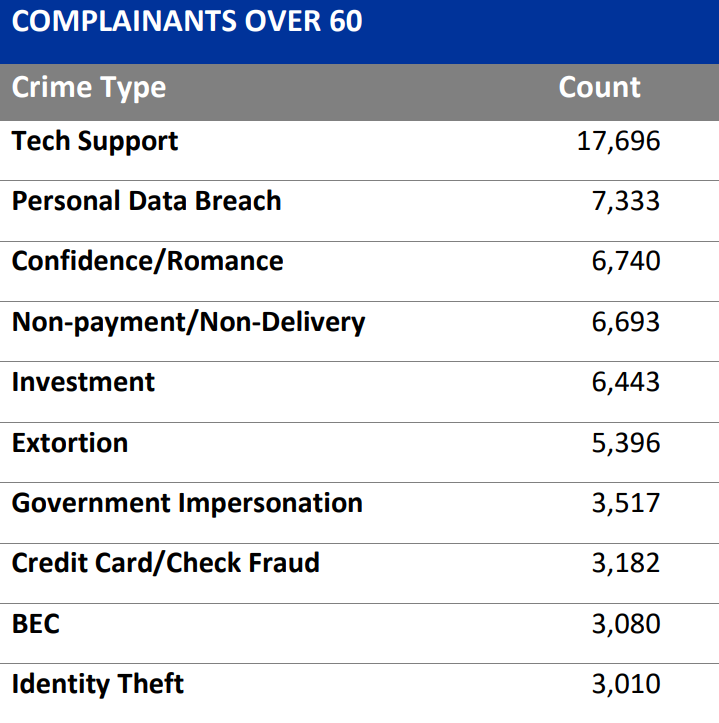 COMPLAINANTS OVER 60
Crime Type Count
Tech Support 17,696
Personal Data Breach 7,333
Confidence/Romance 6,740
Non-payment/Non-Delivery 6,693
Investment 6,443
Extortion 5,396
Government Impersonation 3,517
Credit Card/Check Fraud 3,182
BEC 3,080
Identity Theft 3,010